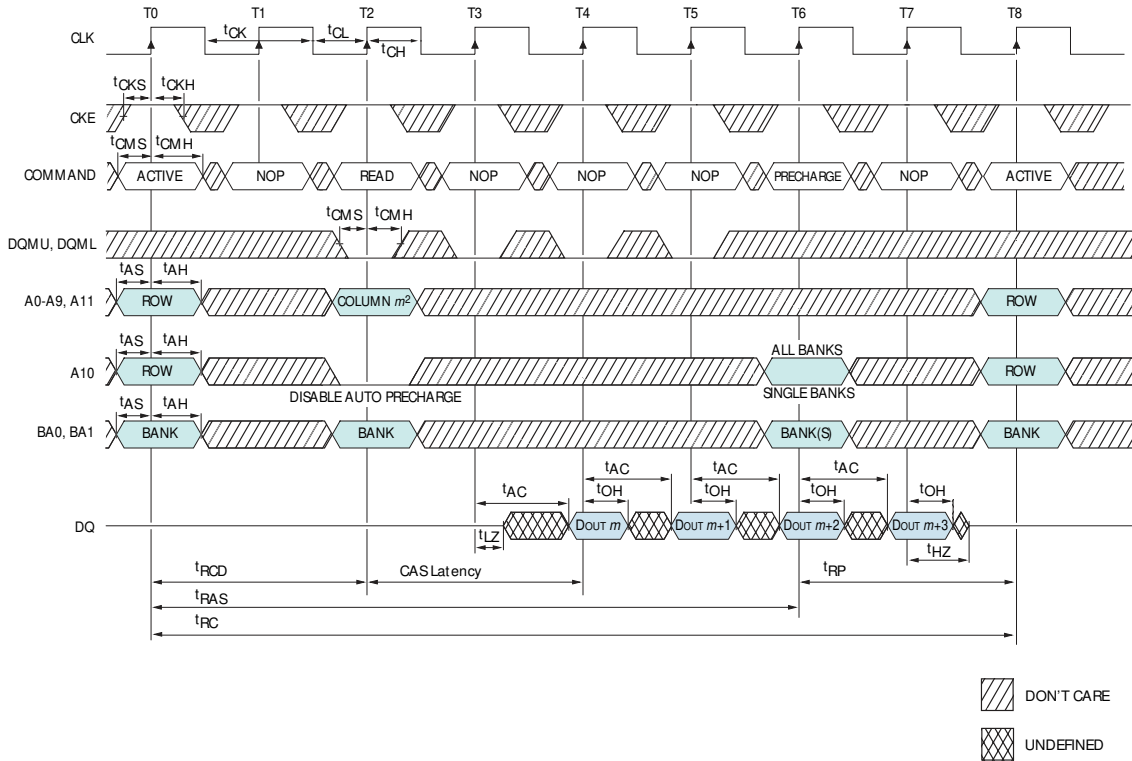 T0 T1 T2 T3 T4 T5 T6 T7 T8
CLK tCK tCL tCH
tCKS tCKH
CKE
tCMS tCMH
COMMAND ACTIVE NOP READ NOP NOP NOP PRECHARGE NOP ACTIVE
tCMS tCMH
DQMU, DQML
tAS tAH
A0-A9, A11 ROW COLUMN m2 ROW
tAS tAH ALL BANKS
A10 ROW ROW
DISABLE AUTO PRECHARGE SINGLE BANKS
tAS tAH
BA0, BA1 BANK BANK BANK(S) BANK
tAC tAC tAC tAC
tOH tOH tOH tOH
DQ DOUT m DOUT m+1 DOUT m+2 DOUT m+3
tLZ tHZ
tRCD CAS Latency tRP
tRAS
tRC
DON'T CARE
UNDEFINED